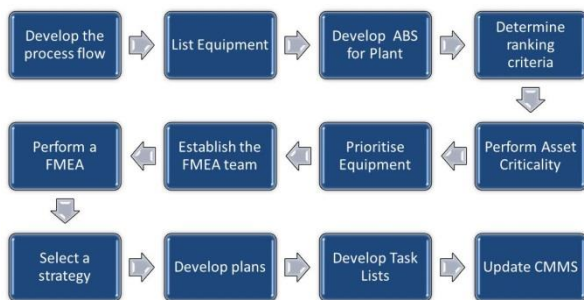 Develop the
process flow
List Equipment
Develop ABS
for Plant
Determine
ranking
criteria
Perform a
FMEA
Establish the
FMEA team
Prioritise
Equipment
Perform Asset
Criticality
Select a
strategy
Develop plans
Develop Task
Lists
Update CMMS